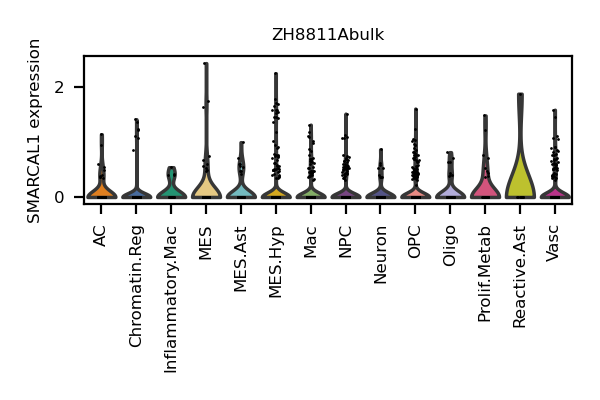 ZH8811Abulk
SMARCAL1 expression
2
0
AC
Chromatin.Reg
Inflammatory.Mac
MES
MES.Ast
MES.Hyp
Mac
NPC
Neuron
OPC
Oligo
Prolif.Metab
Reactive.Ast
Vasc